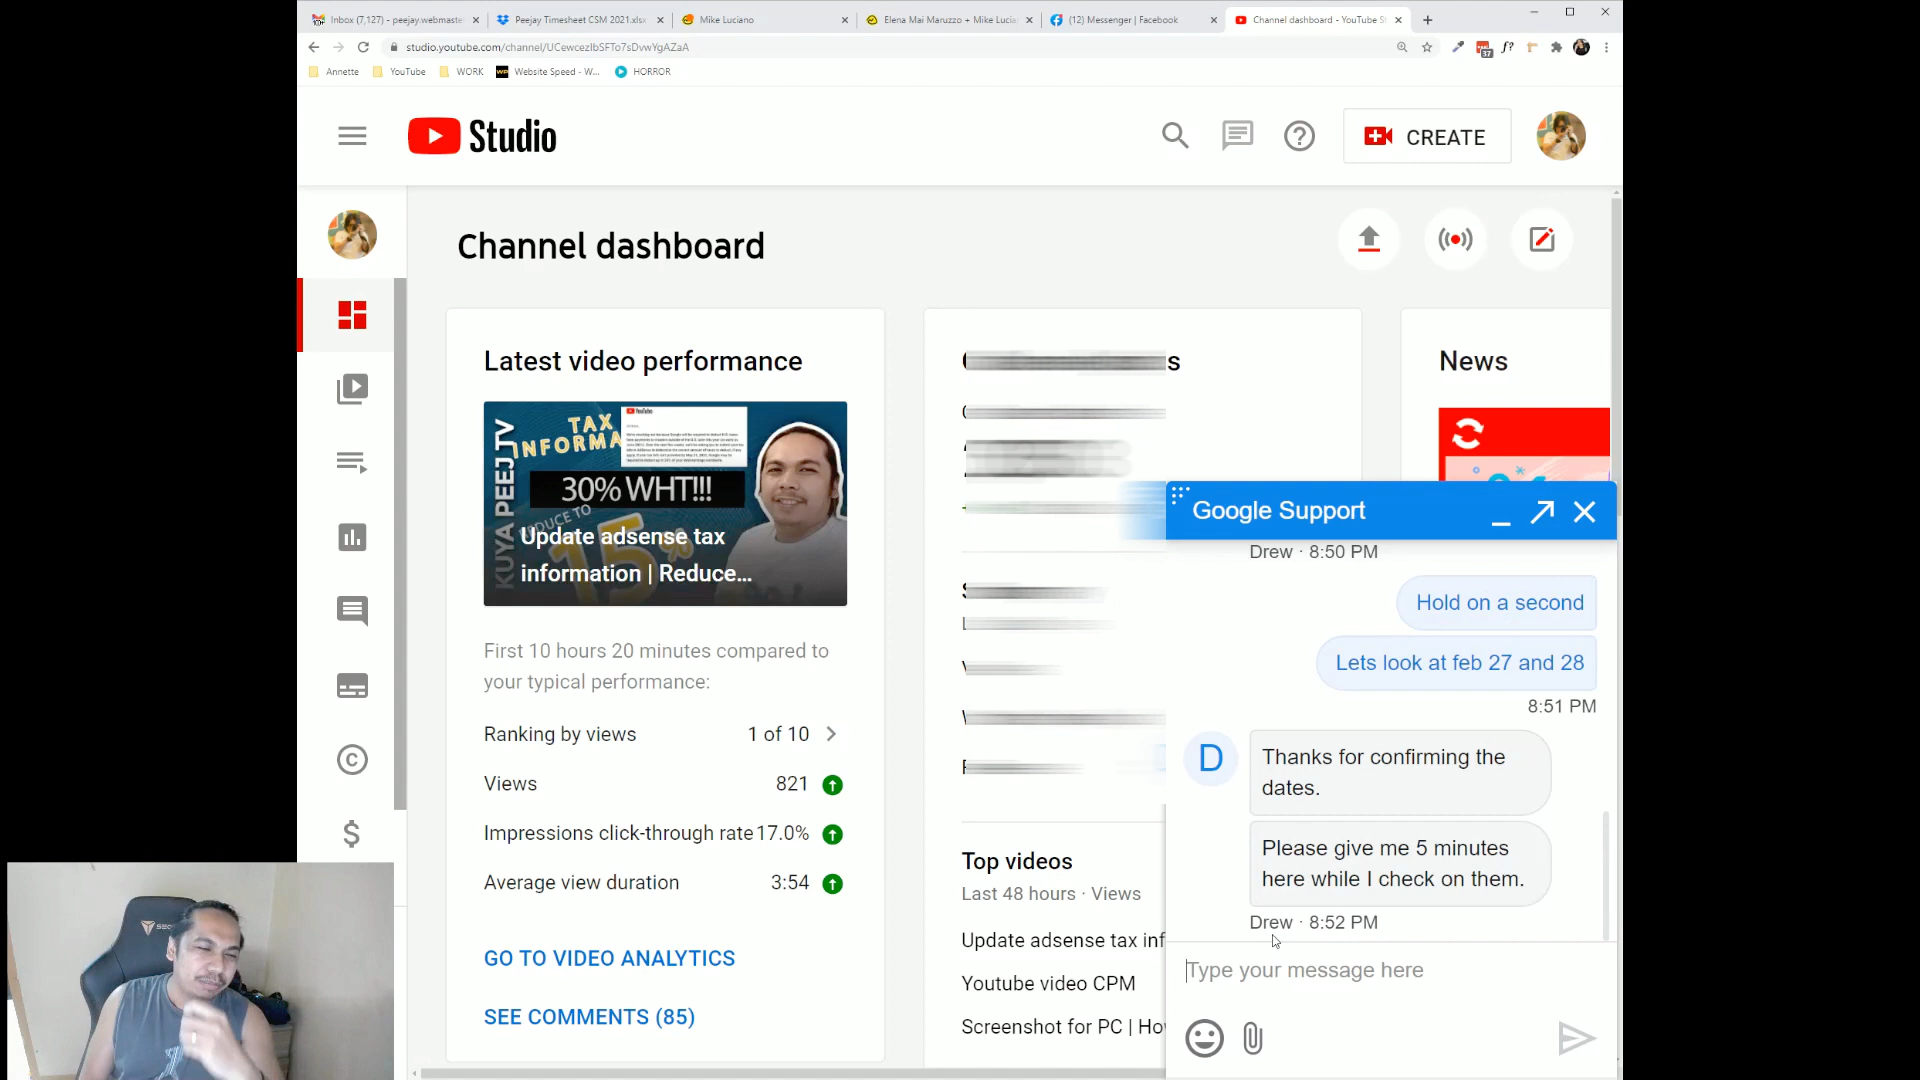 Inbox (7,127) - peejay.webmaste
Peejay Timesheet CSM 2021.xlsx
Mike Luciano
Elena Mai Maruzzo + Mike Lucia
(12) Messenger | Facebook
Channel dashboard - YouTube S
studio.youtube.com/channel/UCewcezIbSFTo7sDvwYgAZaA
37
f?
Annette
YouTube
WORK
Website Speed - W...
HORROR
Studio
CREATE
Channel dashboard
Latest video performance
News
KUYA PEEJ TV
TAX
INFORMA
YouTube
30% WHT!!!
REDUCE TO
15%
Update adsense tax
information | Reduce...
First 10 hours 20 minutes compared to
your typical performance:
Ranking by views 1 of 10
Views 821
Impressions click-through rate 17.0%
Average view duration 3:54
GO TO VIDEO ANALYTICS
SEE COMMENTS (85)
s
Top videos
Last 48 hours · Views
Update adsense tax inf
Youtube video CPM
Screenshot for PC | Ho
Google Support
Drew · 8:50 PM
Hold on a second
Lets look at feb 27 and 28
8:51 PM
D
Thanks for confirming the
dates.
Please give me 5 minutes
here while I check on them.
Drew · 8:52 PM
Type your message here